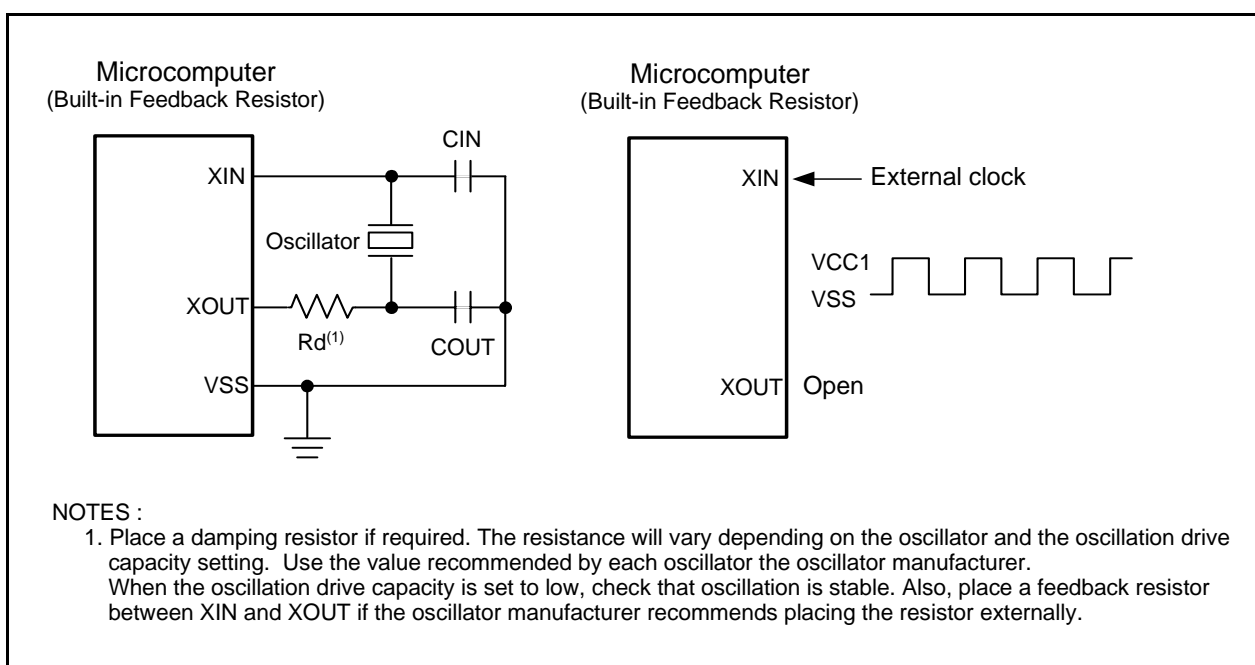 Microcomputer
(Built-in Feedback Resistor)
XIN
CIN
Oscillator
XOUT
Rd(1)
COUT
VSS
Microcomputer
(Built-in Feedback Resistor)
XIN
External clock
VCC1
VSS
XOUT
Open
NOTES :
1. Place a damping resistor if required. The resistance will vary depending on the oscillator and the oscillation drive
capacity setting. Use the value recommended by each oscillator the oscillator manufacturer.
When the oscillation drive capacity is set to low, check that oscillation is stable. Also, place a feedback resistor
between XIN and XOUT if the oscillator manufacturer recommends placing the resistor externally.